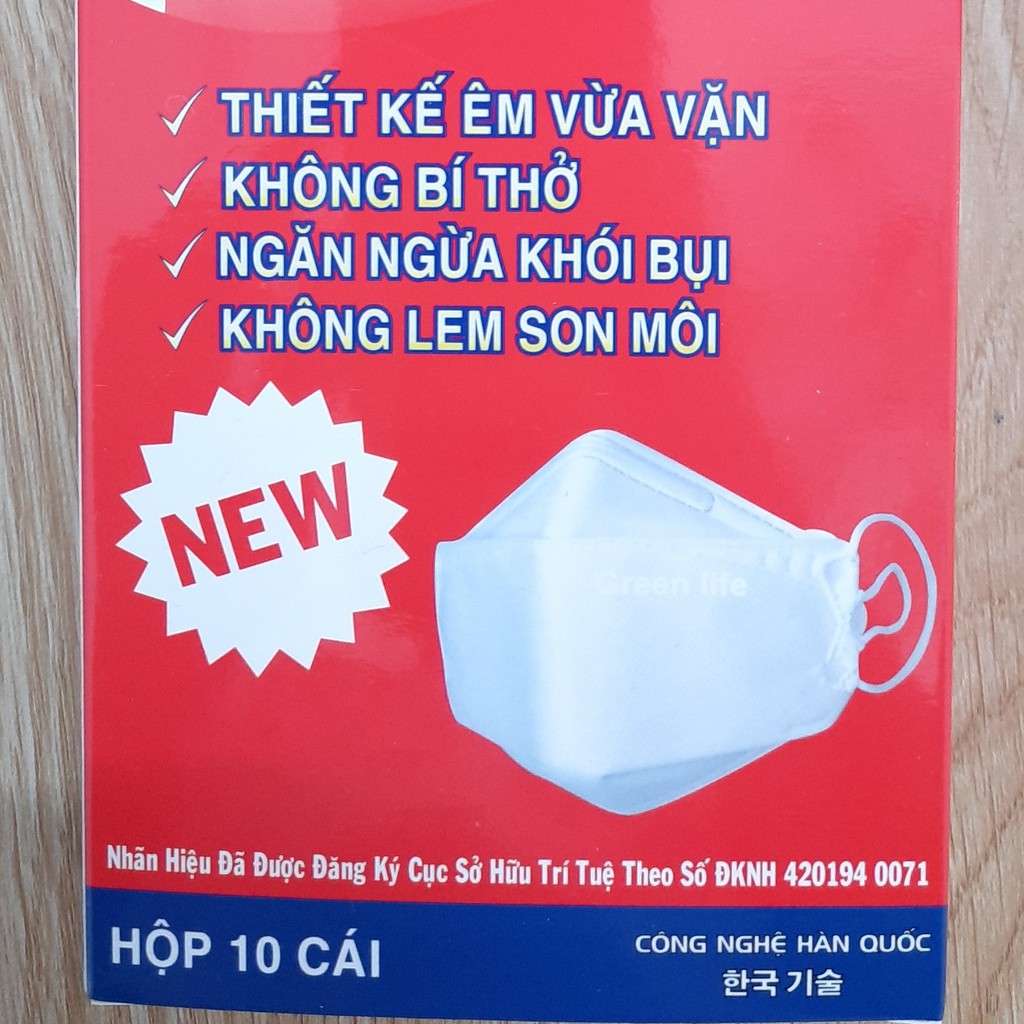 THIẾT KẾ ÊM VỪA VẶN
KHÔNG BÍ THỞ
NGĂN NGỪA KHÓI BỤI
KHÔNG LEM SON MÔI
NEW
Green life
Nhãn Hiệu Đã Được Đăng Ký Cục Sở Hữu Trí Tuệ Theo Số ĐKNH 420194 0071
HỘP 10 CÁI
CÔNG NGHỆ HÀN QUỐC
한국 기술